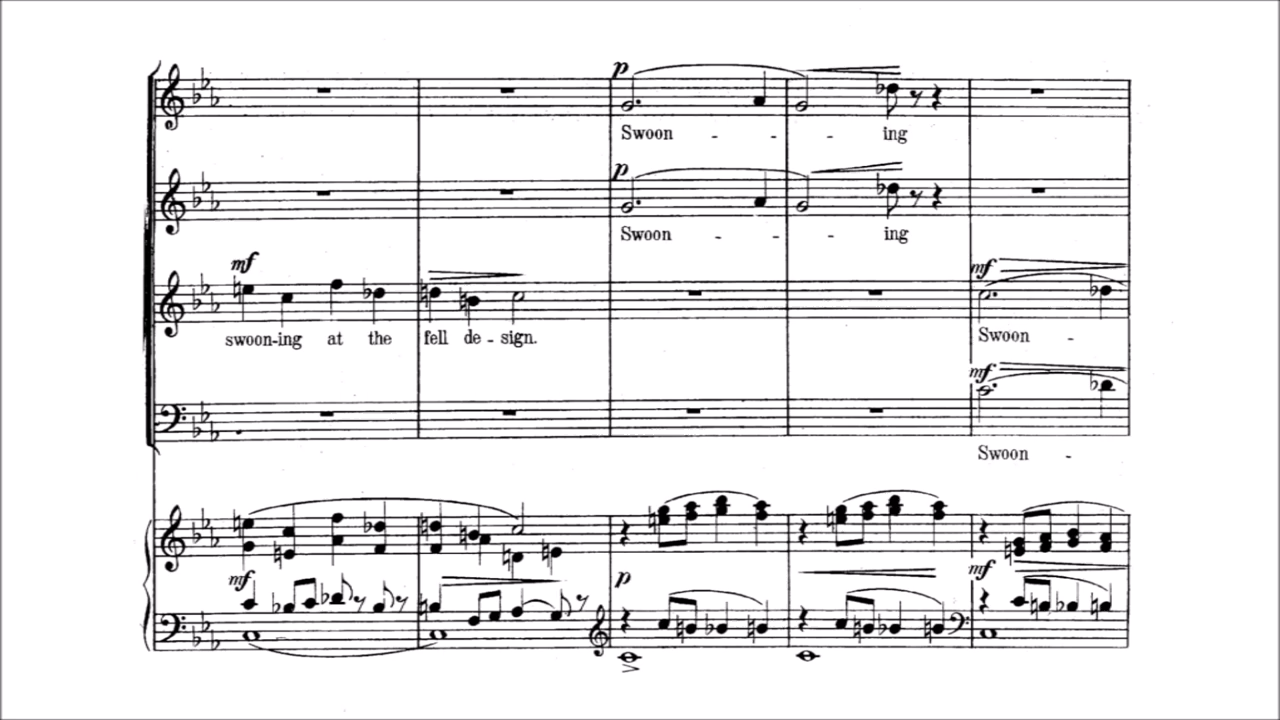 p
Swoon - - - ing
p
Swoon - - - ing
mf
mf
swoon-ing at the fell de - sign.
Swoon -
mf
Swoon -
mf
p
mf